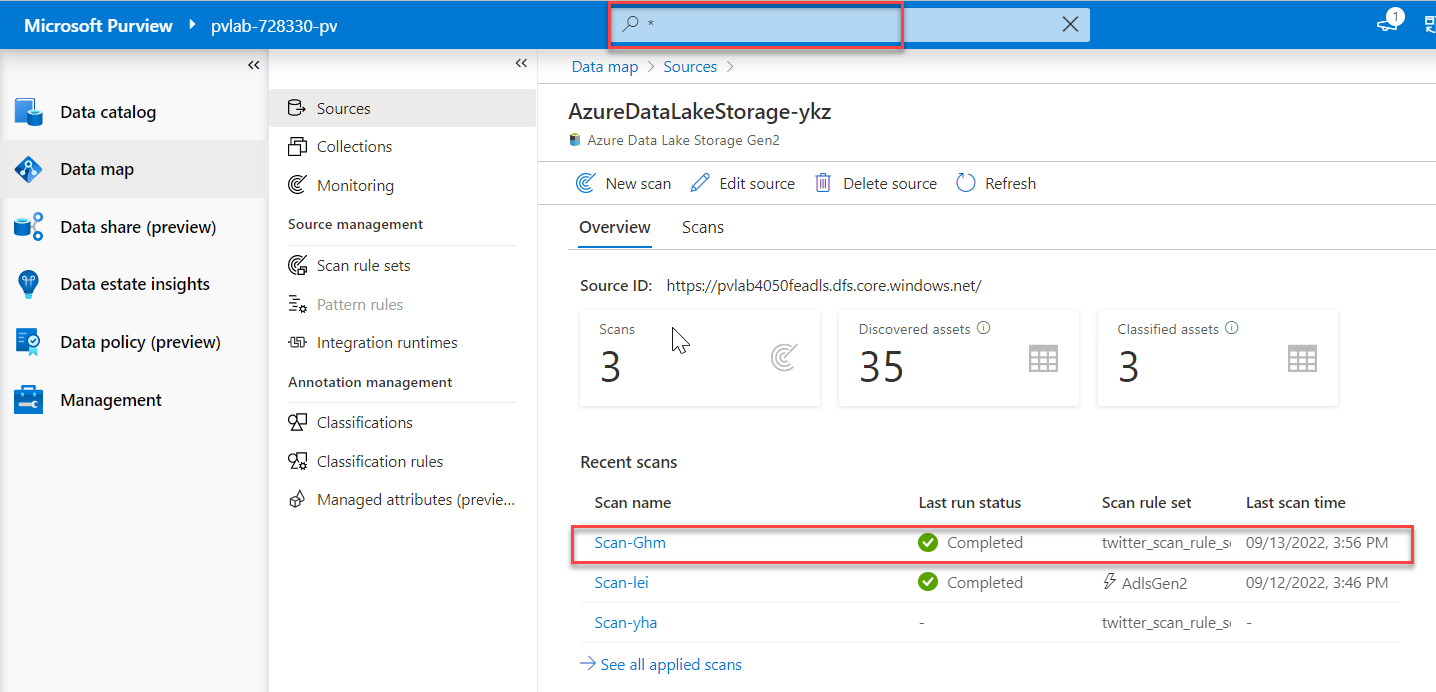 Microsoft Purview pvlab-728330-pv
*
1
Data catalog
Data map
Data share (preview)
Data estate insights
Data policy (preview)
Management
Sources
Collections
Monitoring
Source management
Scan rule sets
Pattern rules
Integration runtimes
Annotation management
Classifications
Classification rules
Managed attributes (previe...
Data map > Sources >
AzureDataLakeStorage-ykz
Azure Data Lake Storage Gen2
New scan Edit source Delete source Refresh
Overview Scans
Source ID: https://pvlab4050feadls.dfs.core.windows.net/
Scans
3
Discovered assets
35
Classified assets
3
Recent scans
Scan name Last run status Scan rule set Last scan time
Scan-Ghm Completed twitter_scan_rule_s 09/13/2022, 3:56 PM
Scan-lei Completed AdlsGen2 09/12/2022, 3:46 PM
Scan-yha - twitter_scan_rule_s -
See all applied scans